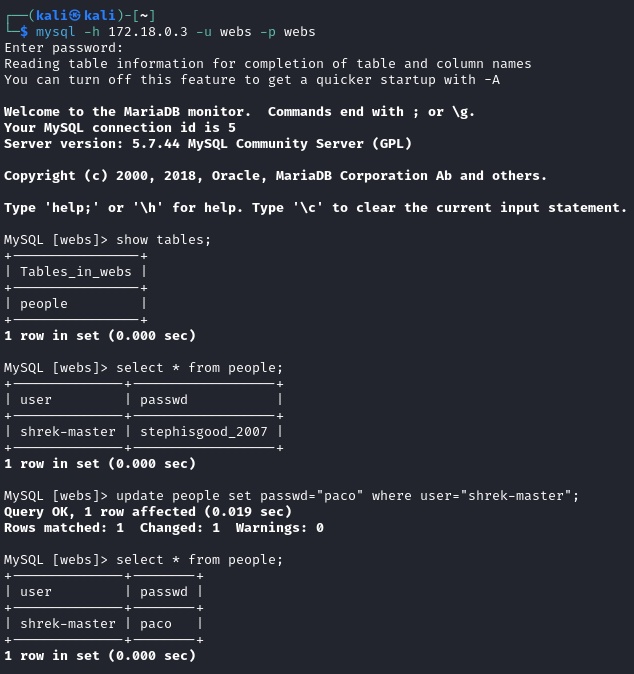 ┌──(kali㉿kali)-[~]
└─$ mysql -h 172.18.0.3 -u webs -p webs
Enter password:
Reading table information for completion of table and column names
You can turn off this feature to get a quicker startup with -A

Welcome to the MariaDB monitor.  Commands end with ; or \g.
Your MySQL connection id is 5
Server version: 5.7.44 MySQL Community Server (GPL)

Copyright (c) 2000, 2018, Oracle, MariaDB Corporation Ab and others.

Type 'help;' or '\h' for help. Type '\c' to clear the current input statement.

MySQL [webs]> show tables;
+----------------+
| Tables_in_webs |
+----------------+
| people         |
+----------------+
1 row in set (0.000 sec)

MySQL [webs]> select * from people;
+--------------+------------------+
| user         | passwd           |
+--------------+------------------+
| shrek-master | stephisgood_2007 |
+--------------+------------------+
1 row in set (0.000 sec)

MySQL [webs]> update people set passwd="paco" where user="shrek-master";
Query OK, 1 row affected (0.019 sec)
Rows matched: 1  Changed: 1  Warnings: 0

MySQL [webs]> select * from people;
+--------------+--------+
| user         | passwd |
+--------------+--------+
| shrek-master | paco   |
+--------------+--------+
1 row in set (0.000 sec)